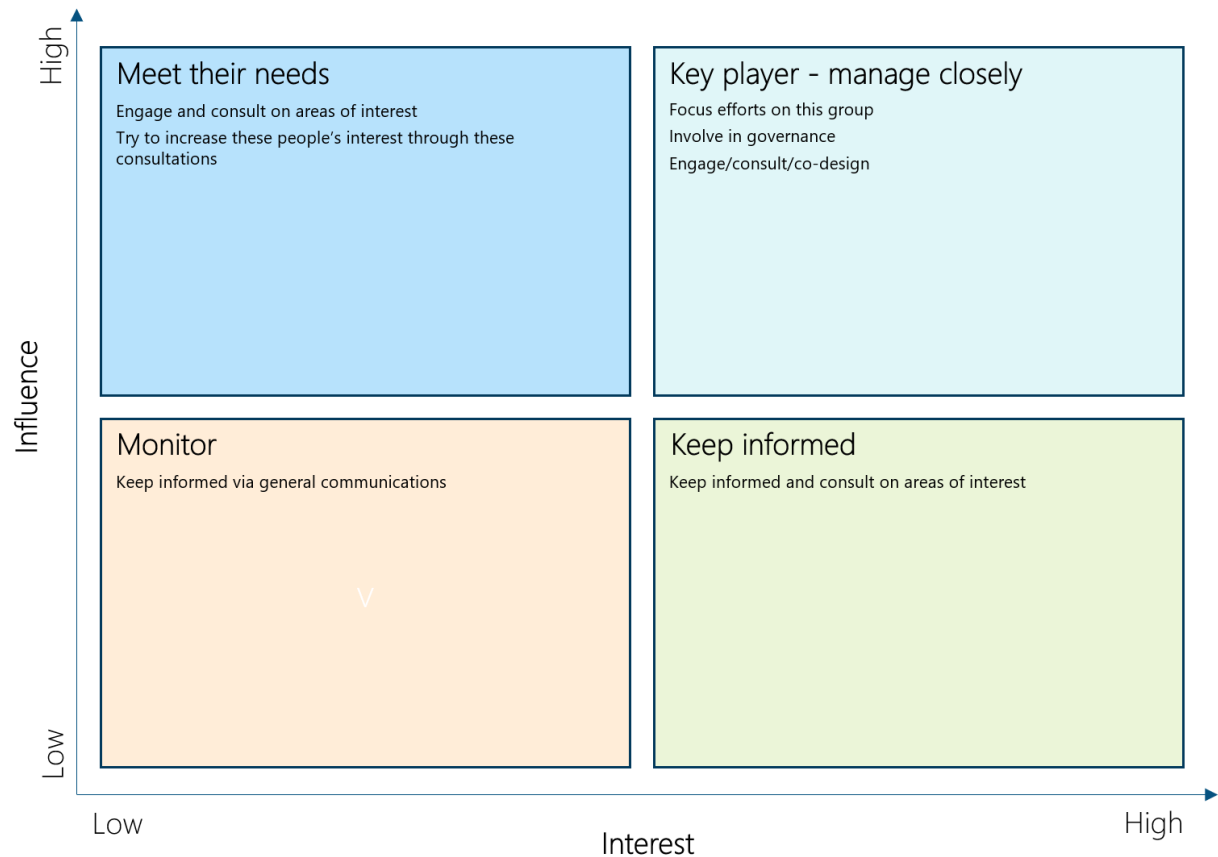 High
Meet their needs
Engage and consult on areas of interest
Try to increase these people's interest through these
consultations
Key player - manage closely
Focus efforts on this group
Involve in governance
Engage/consult/co-design
Influence
Monitor
Keep informed via general communications
V
Keep informed
Keep informed and consult on areas of interest
Low
Low
High
Interest